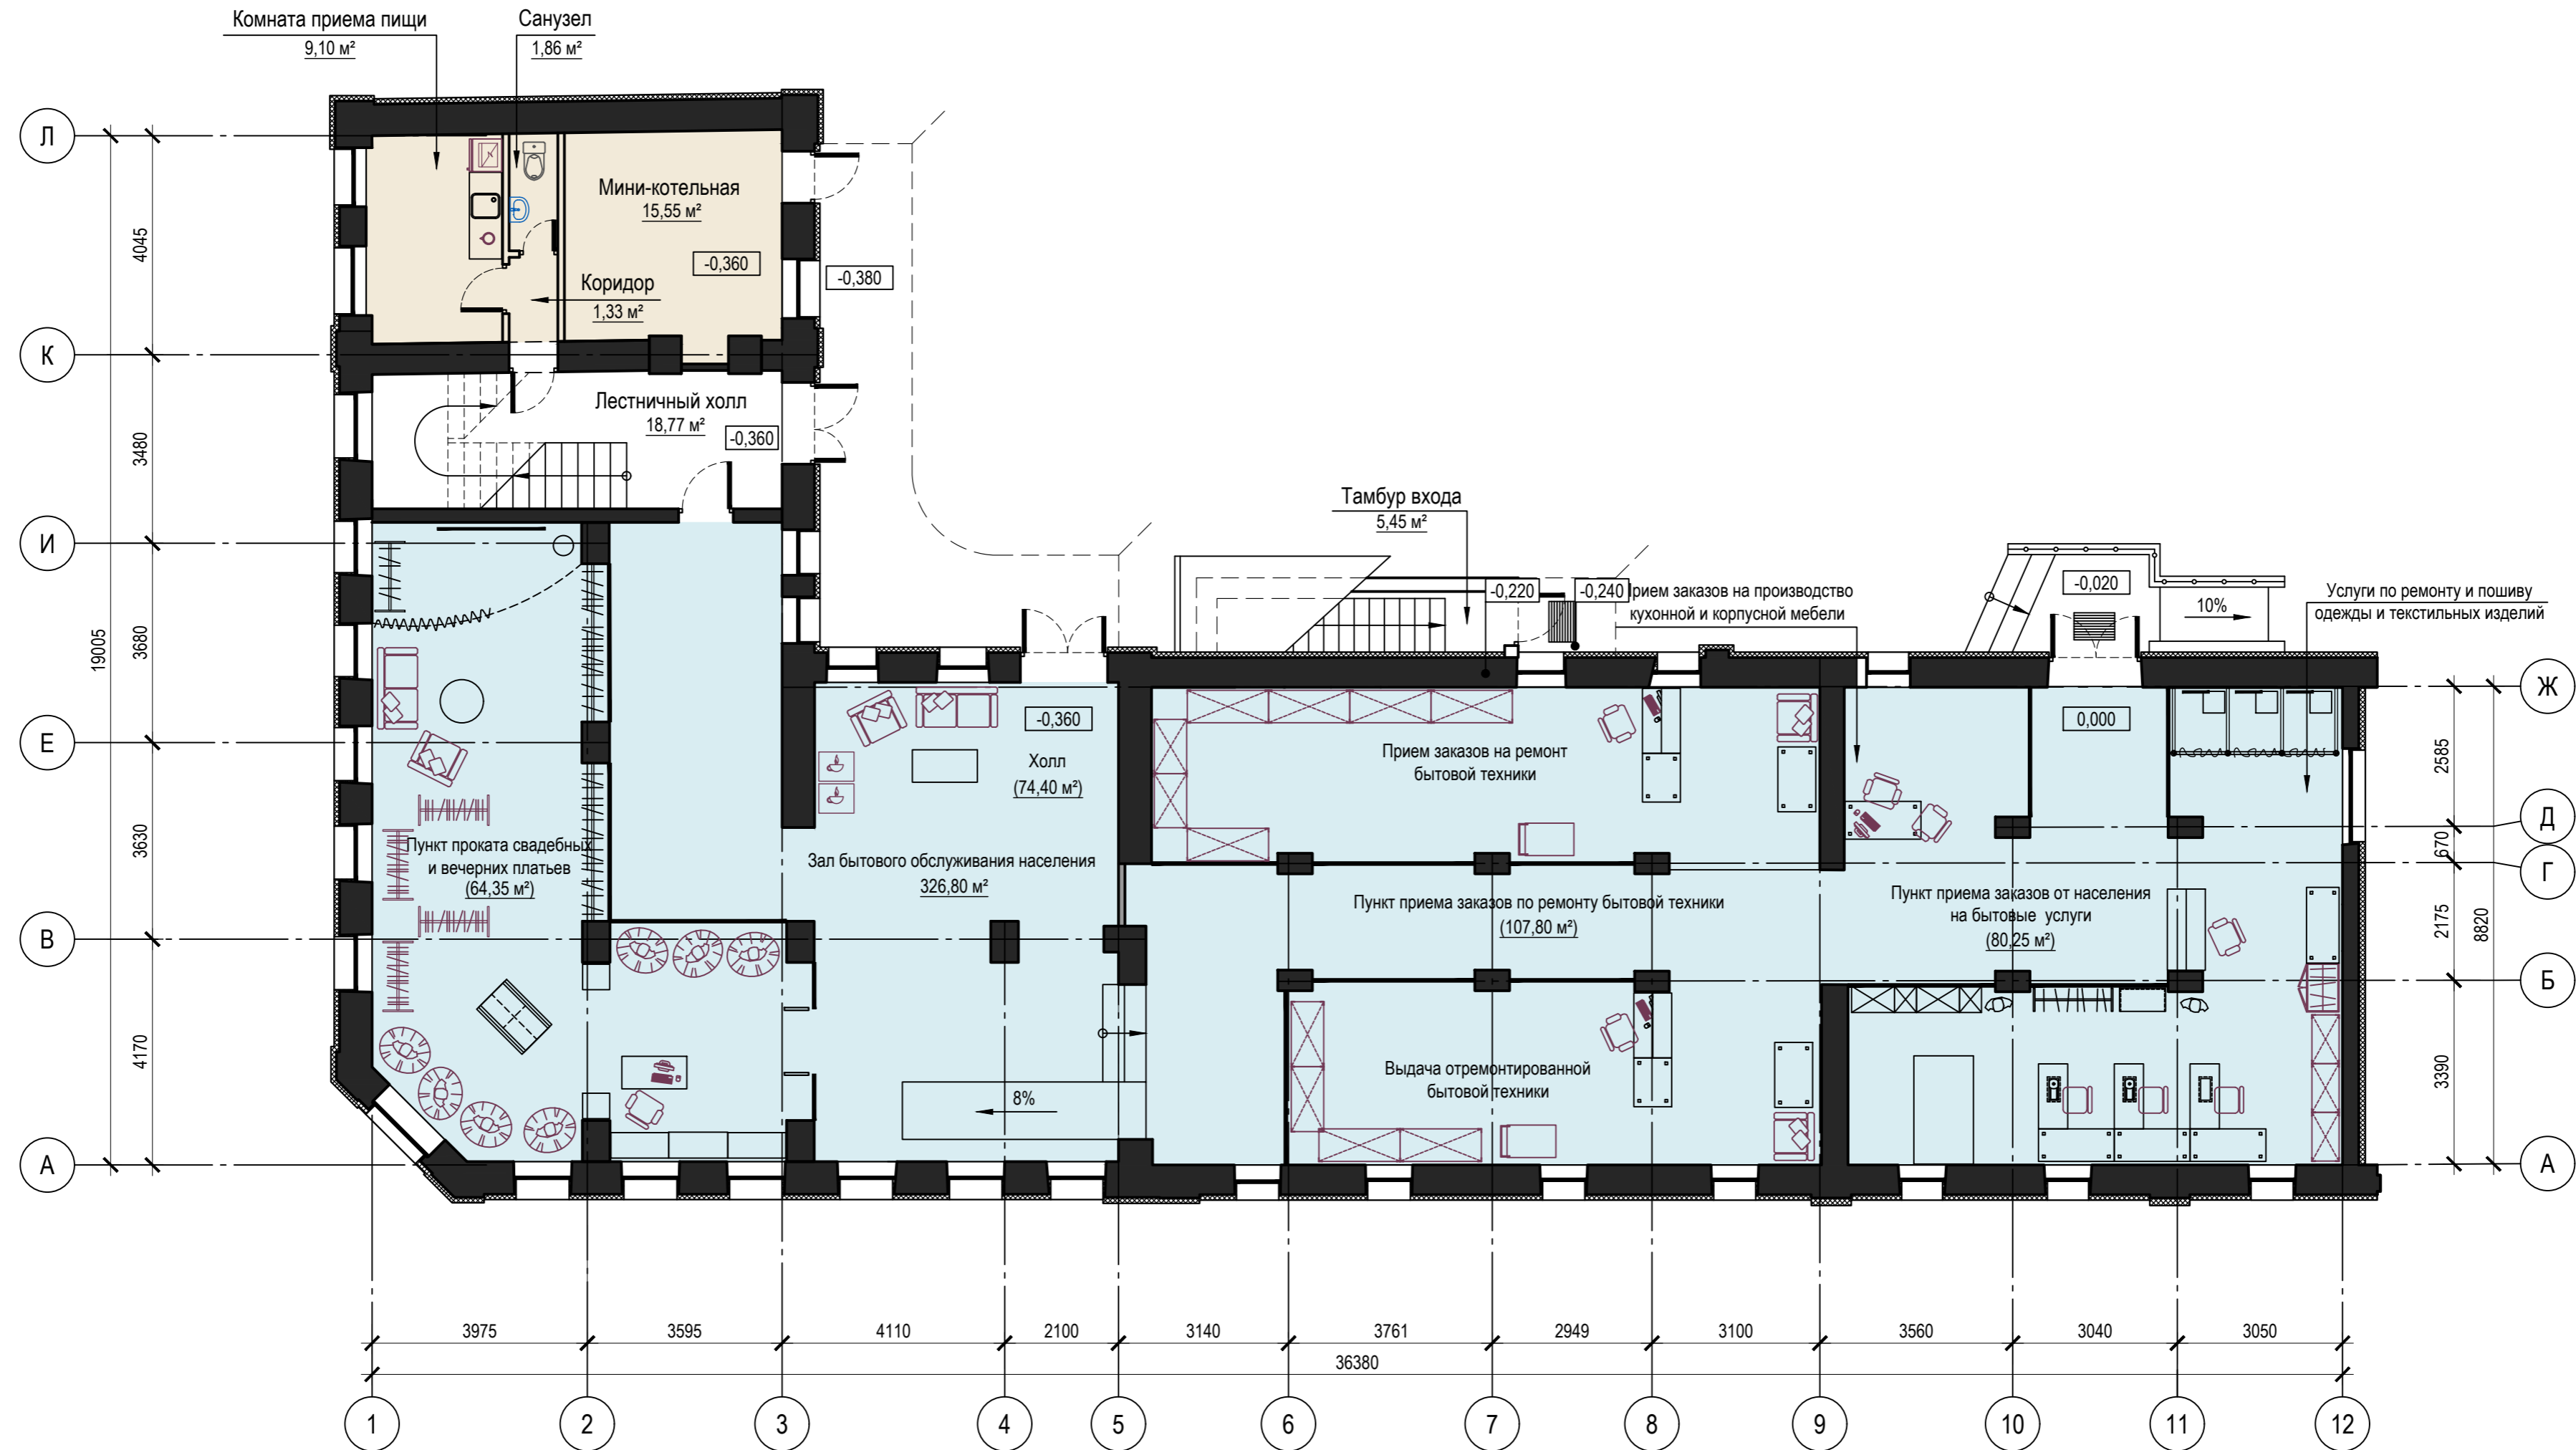 Комната приема пищи
9,10 м²
Санузел
1,86 м²
Л
Мини-котельная
15,55 м²
-0,360
-0,380
Коридор
1,33 м²
4045
К
Лестничный холл
18,77 м²
-0,360
3480
19005
И
Тамбур входа
5,45 м²
-0,220
-0,240
прием заказов на производство
кухонной и корпусной мебели
-0,020
10%
Услуги по ремонту и пошиву
одежды и текстильных изделий
3680
Ж
-0,360
Холл
(74,40 м²)
Прием заказов на ремонт
бытовой техники
0,000
Е
2585
3630
Пункт проката свадебных
и вечерних платьев
(64,35 м²)
Зал бытового обслуживания населения
326,80 м²
Пункт приема заказов по ремонту бытовой техники
(107,80 м²)
Пункт приема заказов от населения
на бытовые услуги
(80,25 м²)
Д
670
Г
В
2175
8820
Б
4170
8%
Выдача отремонтированной
бытовой техники
3390
А
А
3975
3595
4110
2100
3140
3761
2949
3100
3560
3040
3050
36380
1
2
3
4
5
6
7
8
9
10
11
12